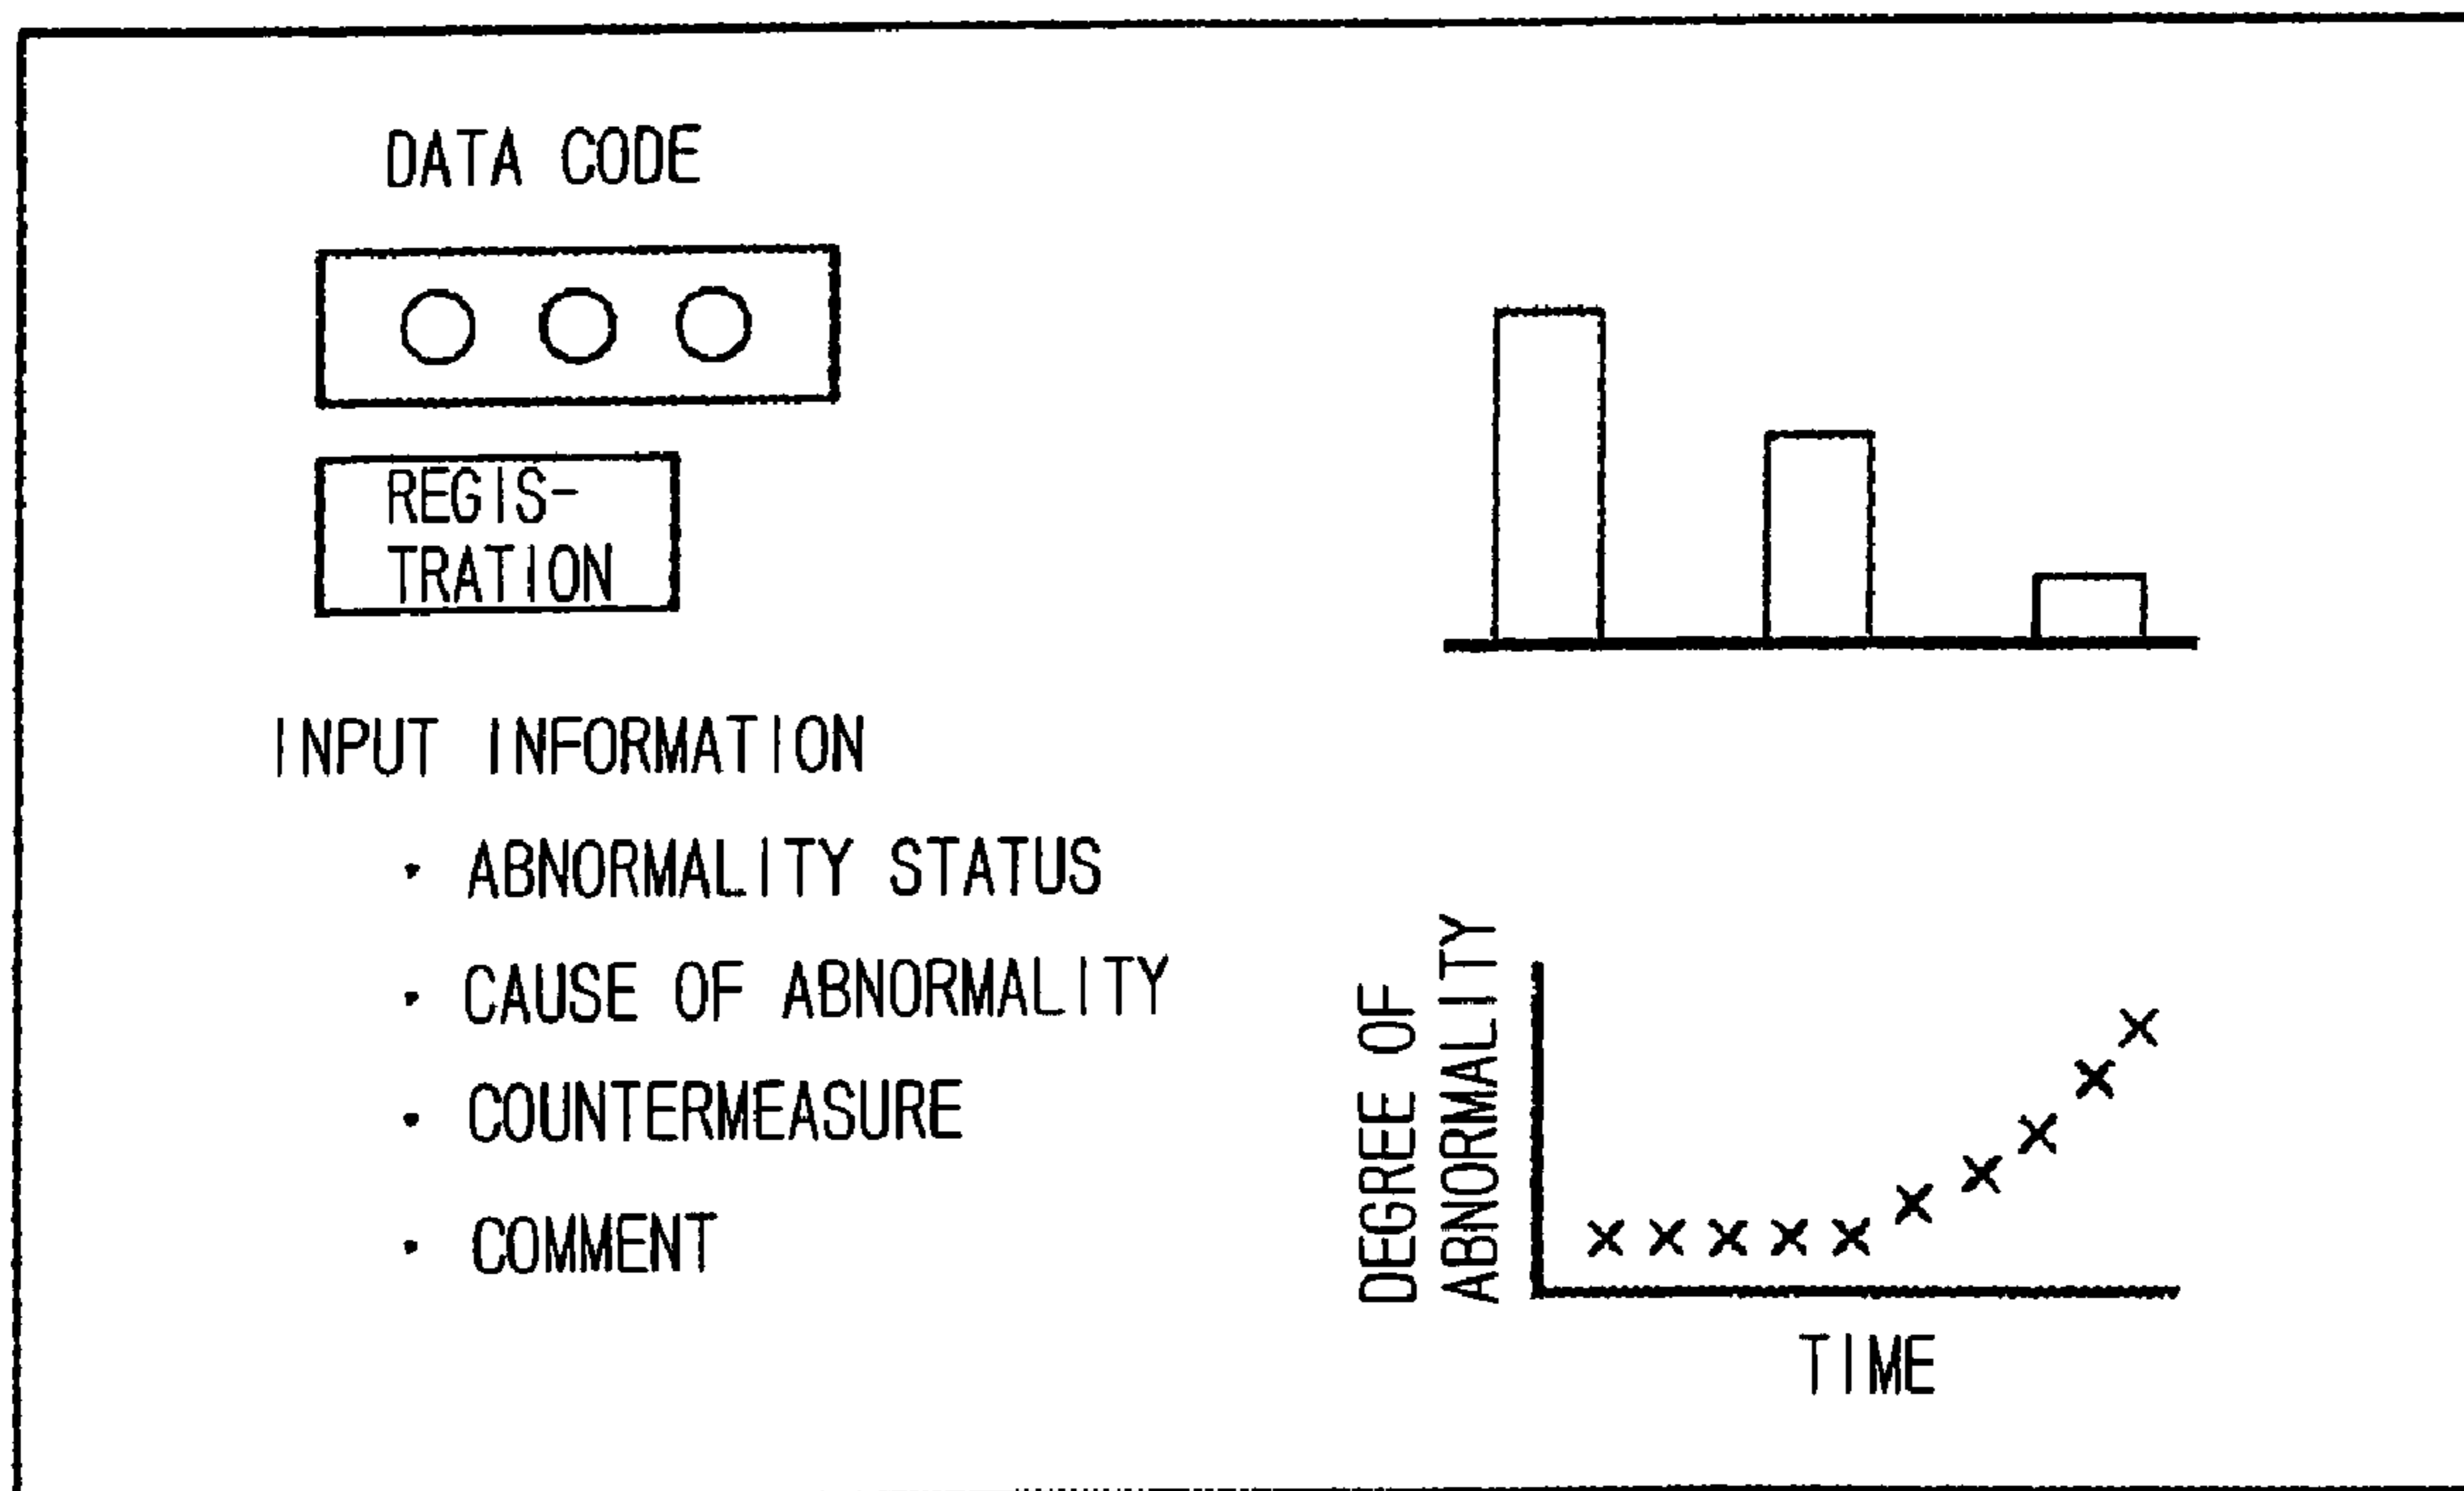 DATA CODE
○ ○ ○
REGIS-
TRATION
INPUT INFORMATION
· ABNORMALITY STATUS
· CAUSE OF ABNORMALITY
· COUNTERMEASURE
· COMMENT
DEGREE OF
ABNORMALITY
TIME